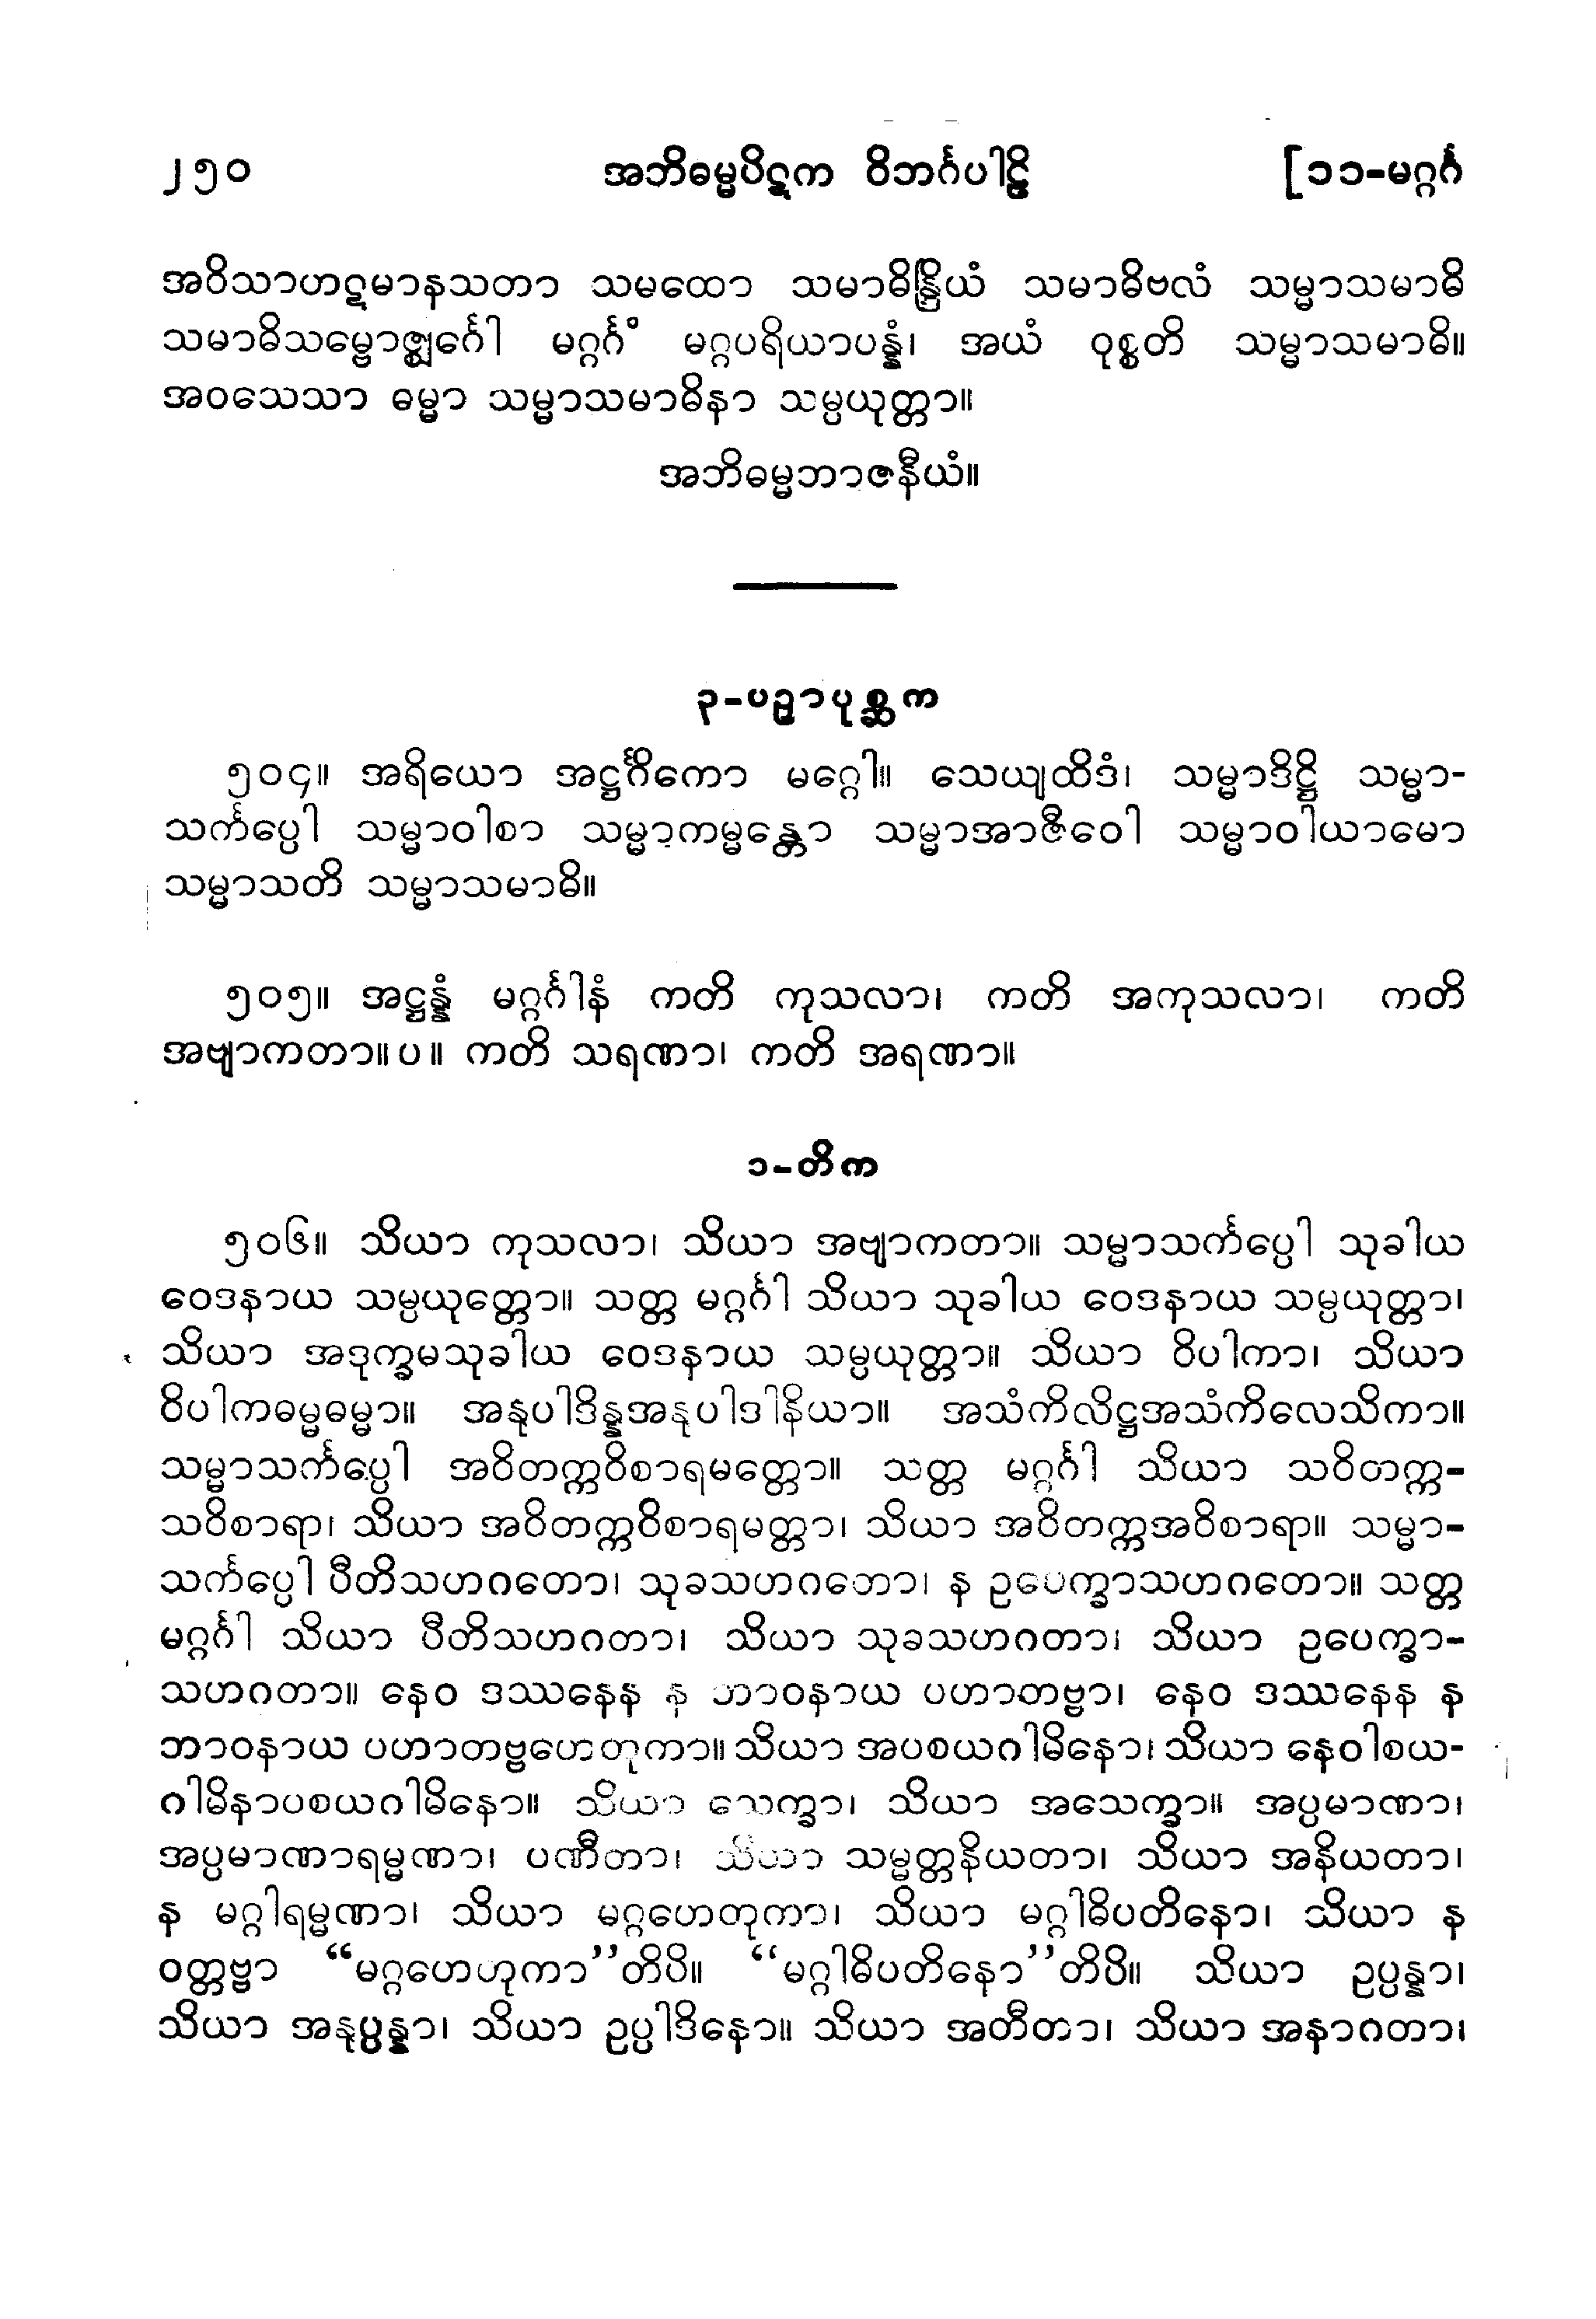 ၂၅၀ အဘိဓမ္မပိဋက ဝိဘင်္ဂပါဠိ [၁၁-မဂ္ဂင်္ဂ
အဝိသာဟဋမာနသတာ သမထော သမာဓိန္ဒြိယံ သမာဓိဗလံ သမ္မာသမာဓိ
သမာဓိသမ္ဗောဇ္ဈင်္ဂေါ မဂ္ဂင်္ဂံ မဂ္ဂပရိယာပန္နံ၊ အယံ ဝုစ္စတိ သမ္မာသမာဓိ။
အဝသေသာ ဓမ္မာ သမ္မာသမာဓိနာ သမ္ပယုတ္တာ။
အဘိဓမ္မဘာဇနီယံ။
၃-ပဉှာပုစ္ဆက
၅၀၄။ အရိယော အဋ္ဌင်္ဂိကော မဂ္ဂေါ။ သေယျထိဒံ၊ သမ္မာဒိဋ္ဌိ သမ္မာ-
သင်္ကပ္ပေါ သမ္မာဝါစာ သမ္မာကမ္မန္တော သမ္မာအာဇီဝေါ သမ္မာဝါယာမော
သမ္မာသတိ သမ္မာသမာဓိ။
၅၀၅။ အဋ္ဌန္နံ မဂ္ဂင်္ဂါနံ ကတိ ကုသလာ၊ ကတိ အကုသလာ၊ ကတိ
အဗျာကတာ။ပ။ ကတိ သရဏာ၊ ကတိ အရဏာ။
၁-တိက
၅၀၆။ သိယာ ကုသလာ၊ သိယာ အဗျာကတာ။ သမ္မာသင်္ကပ္ပေါ သုခါယ
ဝေဒနာယ သမ္ပယုတ္တော။ သတ္တ မဂ္ဂင်္ဂါ သိယာ သုခါယ ဝေဒနာယ သမ္ပယုတ္တာ၊
သိယာ အဒုက္ခမသုခါယ ဝေဒနာယ သမ္ပယုတ္တာ။ သိယာ ဝိပါကာ၊ သိယာ
ဝိပါကဓမ္မဓမ္မာ။ အနုပါဒိန္နအနုပါဒါနိယာ။ အသံကိလိဋ္ဌအသံကိလေသိကာ။
သမ္မာသင်္ကပ္ပေါ အဝိတက္ကဝိစာရမတ္တော။ သတ္တ မဂ္ဂင်္ဂါ သိယာ သဝိတက္က-
သဝိစာရာ၊ သိယာ အဝိတက္ကဝိစာရမတ္တာ၊ သိယာ အဝိတက္ကအဝိစာရာ။ သမ္မာ-
သင်္ကပ္ပေါ ပီတိသဟဂတော၊ သုခသဟဂတော၊ န ဥပေက္ခာသဟဂတော။ သတ္တ
မဂ္ဂင်္ဂါ သိယာ ပီတိသဟဂတာ၊ သိယာ သုခသဟဂတာ၊ သိယာ ဥပေက္ခာ-
သဟဂတာ။ နေဝ ဒဿနေန န ဘာဝနာယ ပဟာတဗ္ဗာ၊ နေဝ ဒဿနေန န
ဘာဝနာယ ပဟာတဗ္ဗဟေတုကာ။ သိယာ အပစယဂါမိနော၊ သိယာ နေဝါစယ-
ဂါမိနာပစယဂါမိနော။ သိယာ သေက္ခာ၊ သိယာ အသေက္ခာ။ အပ္ပမာဏာ၊
အပ္ပမာဏာရမ္မဏာ၊ ပဏီတာ၊ သိယာ သမ္မတ္တနိယတာ၊ သိယာ အနိယတာ၊
န မဂ္ဂါရမ္မဏာ၊ သိယာ မဂ္ဂဟေတုကာ၊ သိယာ မဂ္ဂါဓိပတိနော၊ သိယာ န
ဝတ္တဗ္ဗာ “မဂ္ဂဟေတုကာ”တိပိ။ “မဂ္ဂါဓိပတိနော”တိပိ။ သိယာ ဥပ္ပန္နာ၊
သိယာ အနုပ္ပန္နာ၊ သိယာ ဥပ္ပါဒိနော။ သိယာ အတီတာ၊ သိယာ အနာဂတာ၊